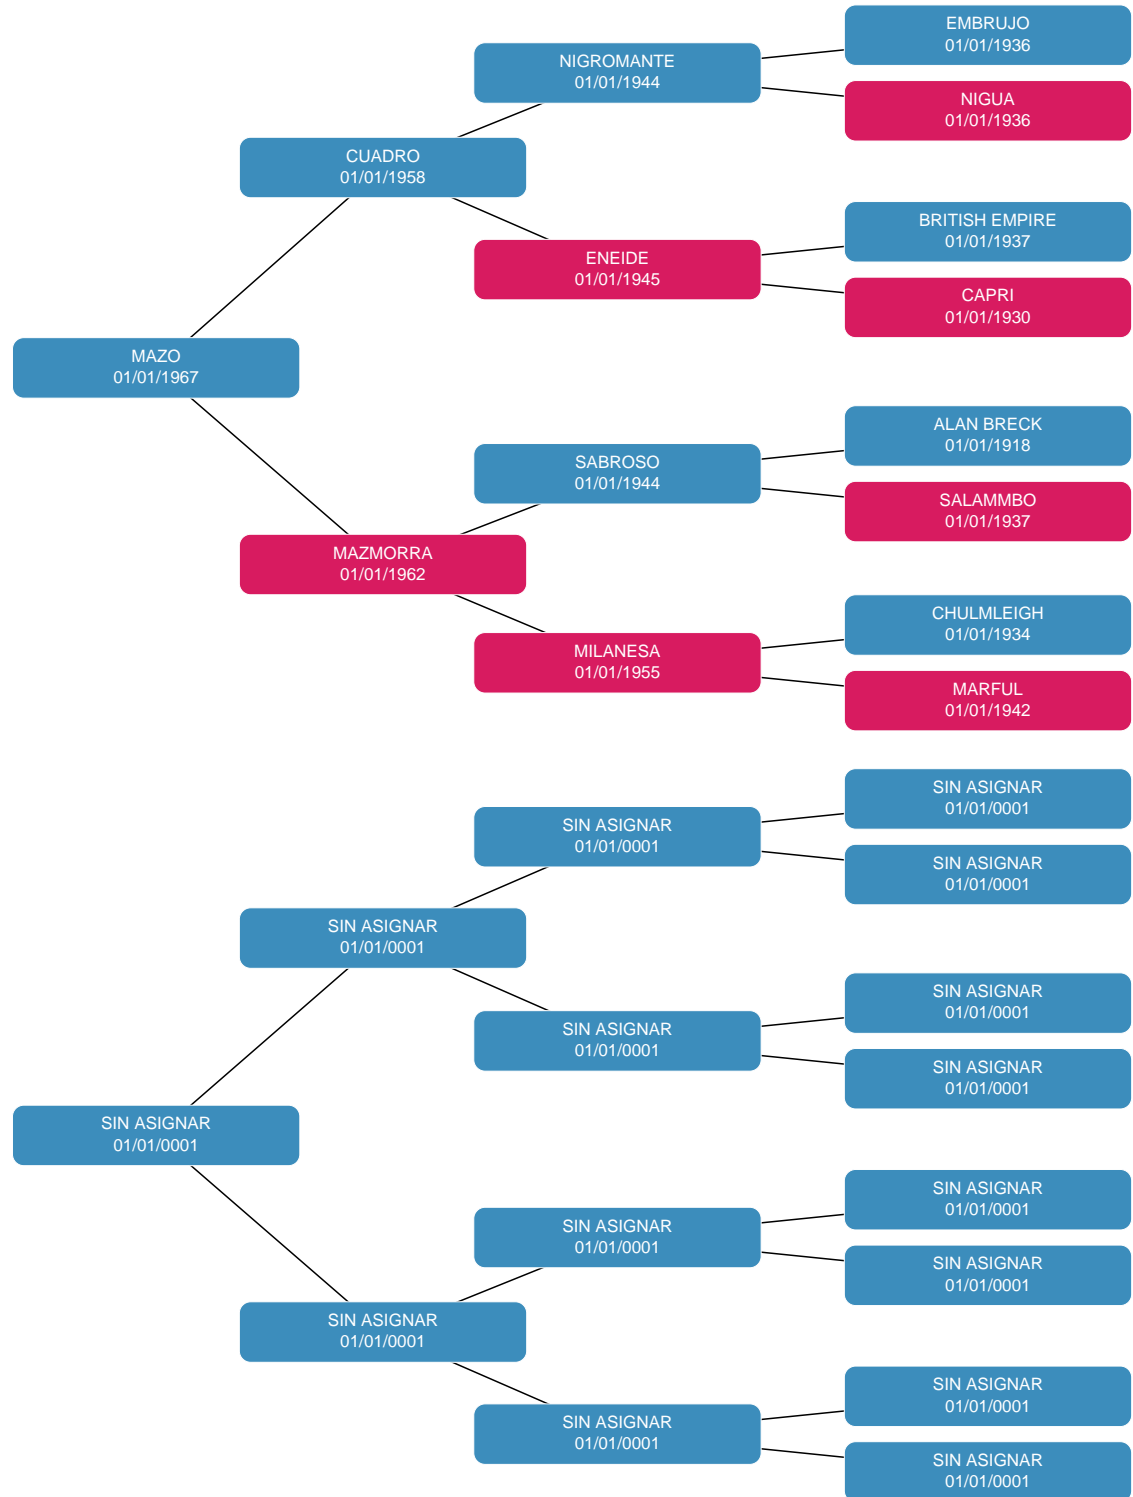 EMBRUJO
01/01/1936
NIGROMANTE
01/01/1944
NIGUA
01/01/1936
CUADRO
01/01/1958
BRITISH EMPIRE
01/01/1937
ENEIDE
01/01/1945
CAPRI
01/01/1930
MAZO
01/01/1967
ALAN BRECK
01/01/1918
SABROSO
01/01/1944
SALAMMBO
01/01/1937
MAZMORRA
01/01/1962
CHULMLEIGH
01/01/1934
MILANESA
01/01/1955
MARFUL
01/01/1942
SIN ASIGNAR
01/01/0001
SIN ASIGNAR
01/01/0001
SIN ASIGNAR
01/01/0001
SIN ASIGNAR
01/01/0001
SIN ASIGNAR
01/01/0001
SIN ASIGNAR
01/01/0001
SIN ASIGNAR
01/01/0001
SIN ASIGNAR
01/01/0001
SIN ASIGNAR
01/01/0001
SIN ASIGNAR
01/01/0001
SIN ASIGNAR
01/01/0001
SIN ASIGNAR
01/01/0001
SIN ASIGNAR
01/01/0001
SIN ASIGNAR
01/01/0001
SIN ASIGNAR
01/01/0001